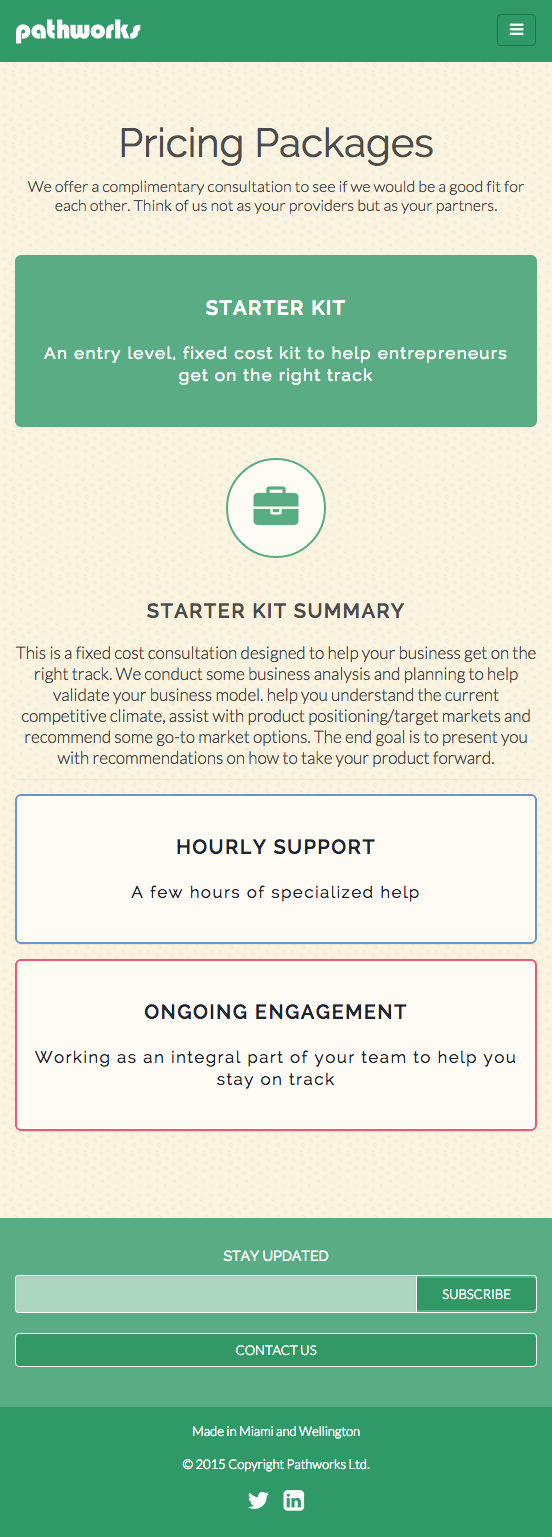 pathworks
Pricing Packages
We offer a complimentary consultation to see if we would be a good fit for
each other. Think of us not as your providers but as your partners.
STARTER KIT
An entry level, fixed cost kit to help entrepreneurs
get on the right track
STARTER KIT SUMMARY
This is a fixed cost consultation designed to help your business get on the
right track. We conduct some business analysis and planning to help
validate your business model. help you understand the current
competitive climate, assist with product positioning/target markets and
recommend some go-to market options. The end goal is to present you
with recommendations on how to take your product forward.
HOURLY SUPPORT
A few hours of specialized help
ONGOING ENGAGEMENT
Working as an integral part of your team to help you
stay on track
STAY UPDATED
SUBSCRIBE
CONTACT US
Made in Miami and Wellington
© 2015 Copyright Pathworks Ltd.
in